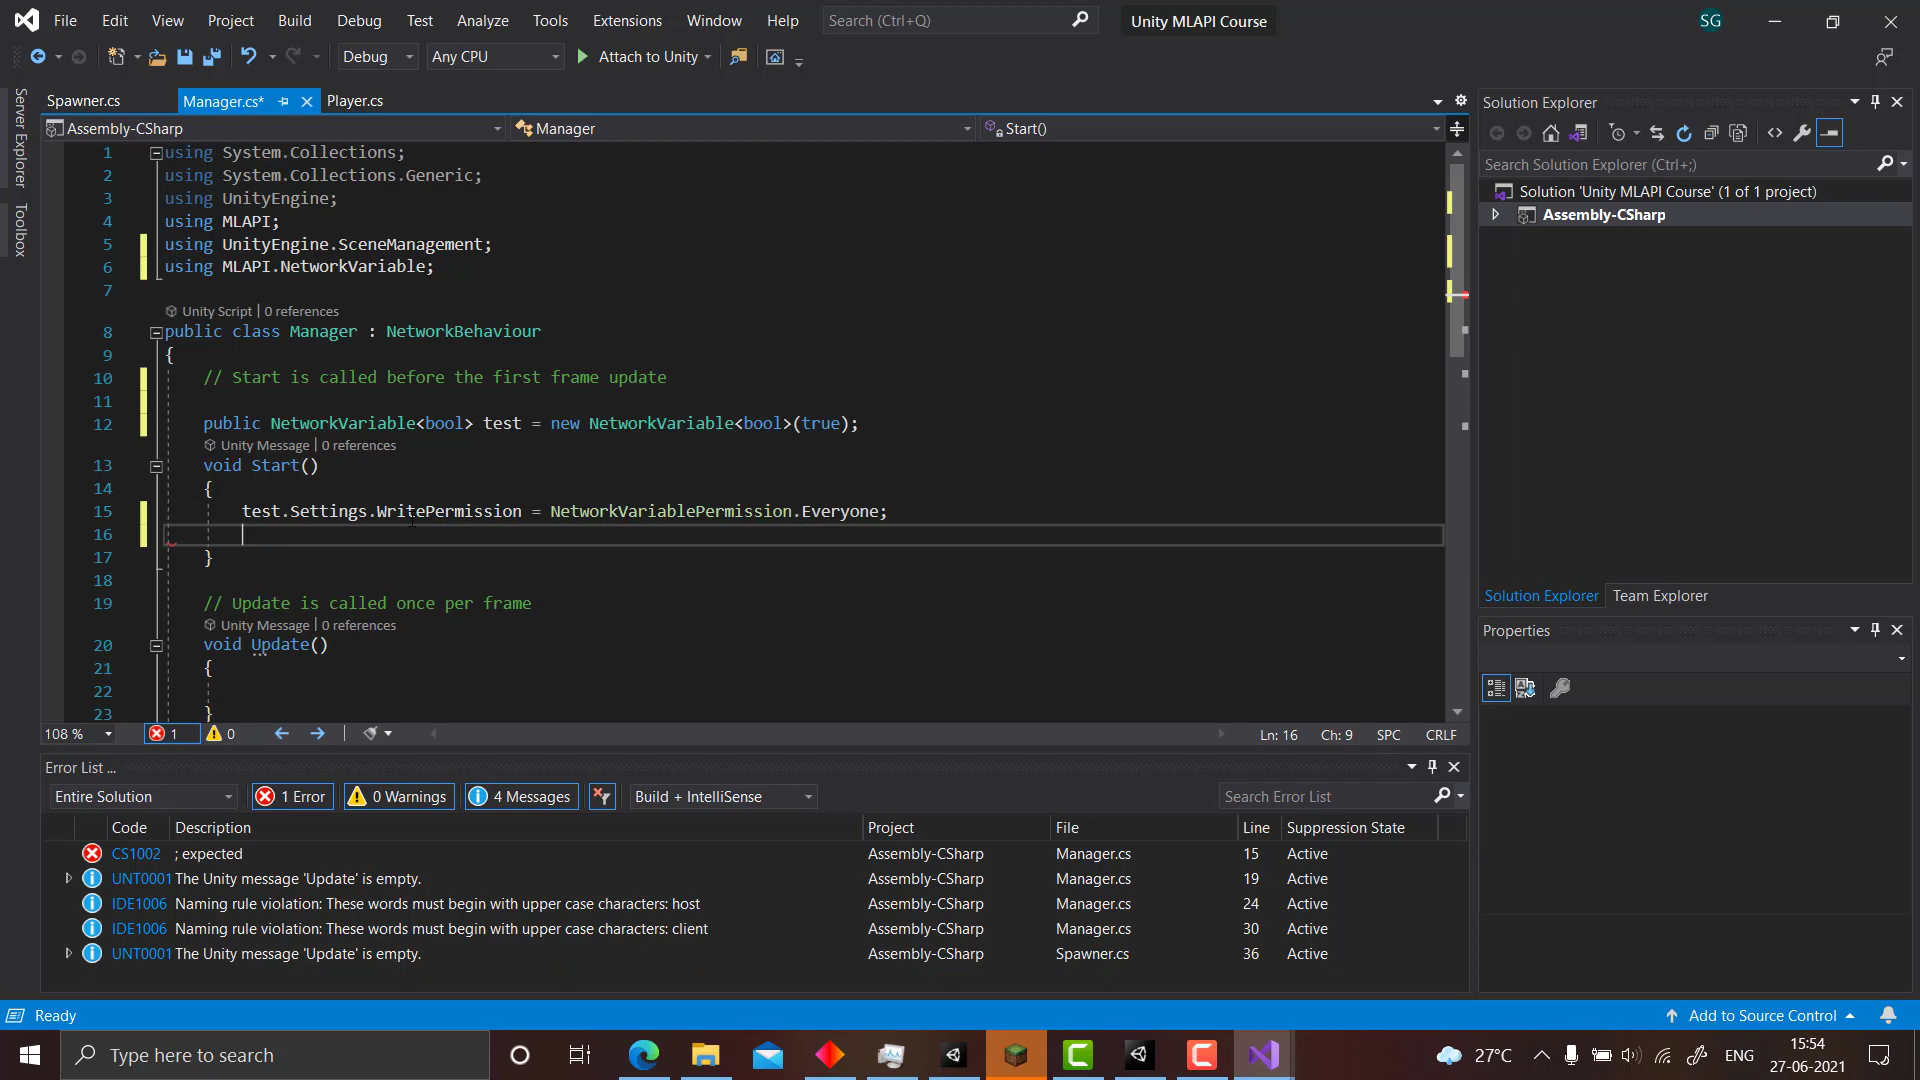 File Edit View Project Build Debug Test Analyze Tools Extensions Window Help Search (Ctrl+Q) Unity MLAPI Course SG
Debug Any CPU Attach to Unity
Server Explorer
Toolbox
Spawner.cs Manager.cs* Player.cs
Assembly-CSharp Manager Start()
1 using System.Collections;
2 using System.Collections.Generic;
3 using UnityEngine;
4 using MLAPI;
5 using UnityEngine.SceneManagement;
6 using MLAPI.NetworkVariable;
7
Unity Script | 0 references
8 public class Manager : NetworkBehaviour
9 {
10 // Start is called before the first frame update
11
12 public NetworkVariable<bool> test = new NetworkVariable<bool>(true);
Unity Message | 0 references
13 void Start()
14 {
15 test.Settings.WritePermission = NetworkVariablePermission.Everyone;
16
17 }
18
19 // Update is called once per frame
Unity Message | 0 references
20 void Update()
21 {
22
23 }
108 % 1 0 Ln: 16 Ch: 9 SPC CRLF
Error List ...
Entire Solution 1 Error 0 Warnings 4 Messages Build + IntelliSense Search Error List
Code Description Project File Line Suppression State
CS1002 ; expected Assembly-CSharp Manager.cs 15 Active
UNT0001 The Unity message 'Update' is empty. Assembly-CSharp Manager.cs 19 Active
IDE1006 Naming rule violation: These words must begin with upper case characters: host Assembly-CSharp Manager.cs 24 Active
IDE1006 Naming rule violation: These words must begin with upper case characters: client Assembly-CSharp Manager.cs 30 Active
UNT0001 The Unity message 'Update' is empty. Assembly-CSharp Spawner.cs 36 Active
Solution Explorer
Search Solution Explorer (Ctrl+;)
Solution 'Unity MLAPI Course' (1 of 1 project)
Assembly-CSharp
Solution Explorer Team Explorer
Properties
Ready Add to Source Control
Type here to search 27°C ENG 15:54
27-06-2021